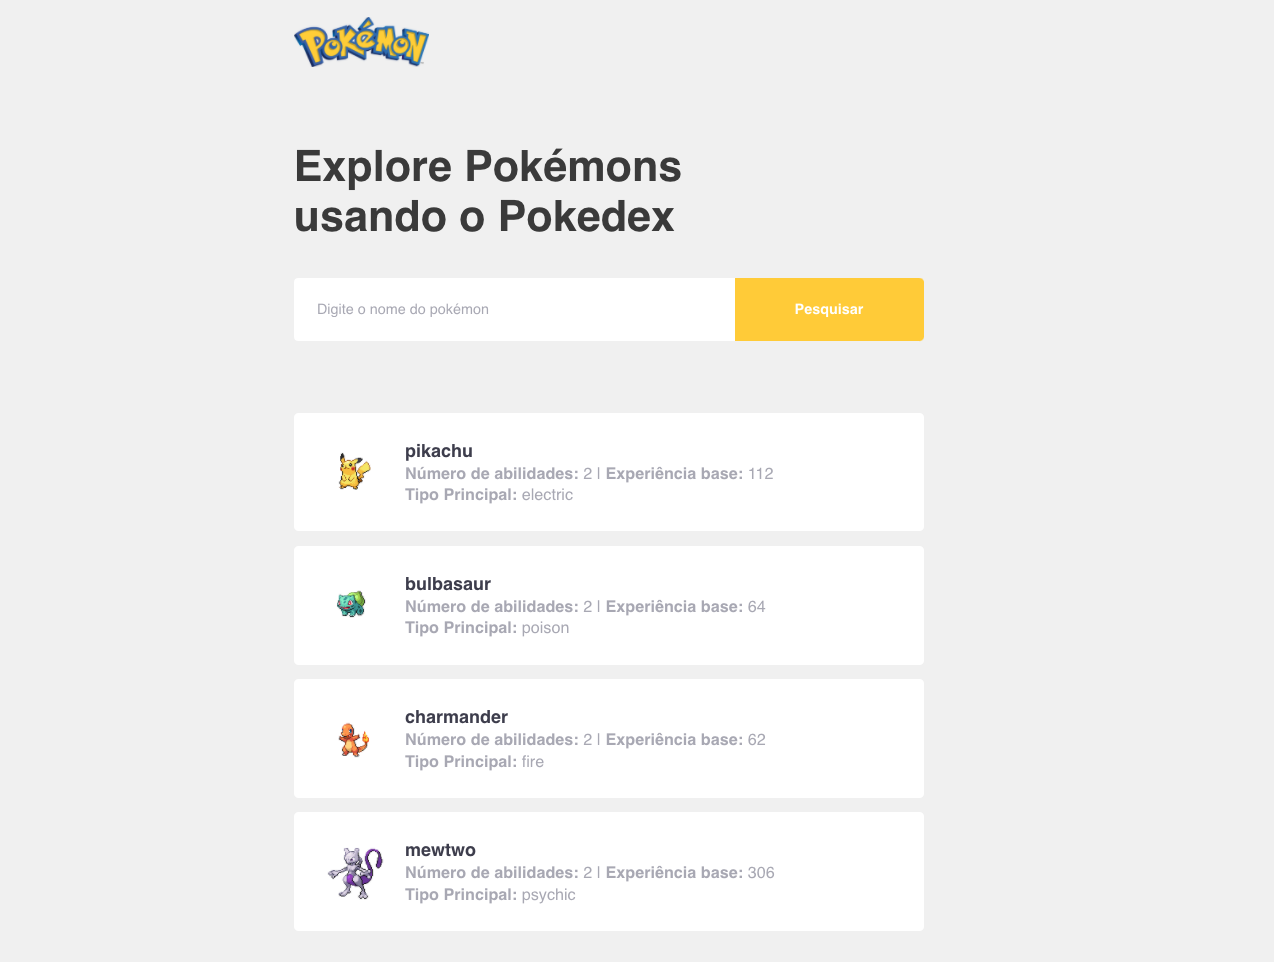 Pokémon
Explore Pokémons
usando o Pokedex
Digite o nome do pokémon
Pesquisar
pikachu
Número de abilidades: 2 | Experiência base: 112
Tipo Principal: electric
bulbasaur
Número de abilidades: 2 | Experiência base: 64
Tipo Principal: poison
charmander
Número de abilidades: 2 | Experiência base: 62
Tipo Principal: fire
mewtwo
Número de abilidades: 2 | Experiência base: 306
Tipo Principal: psychic